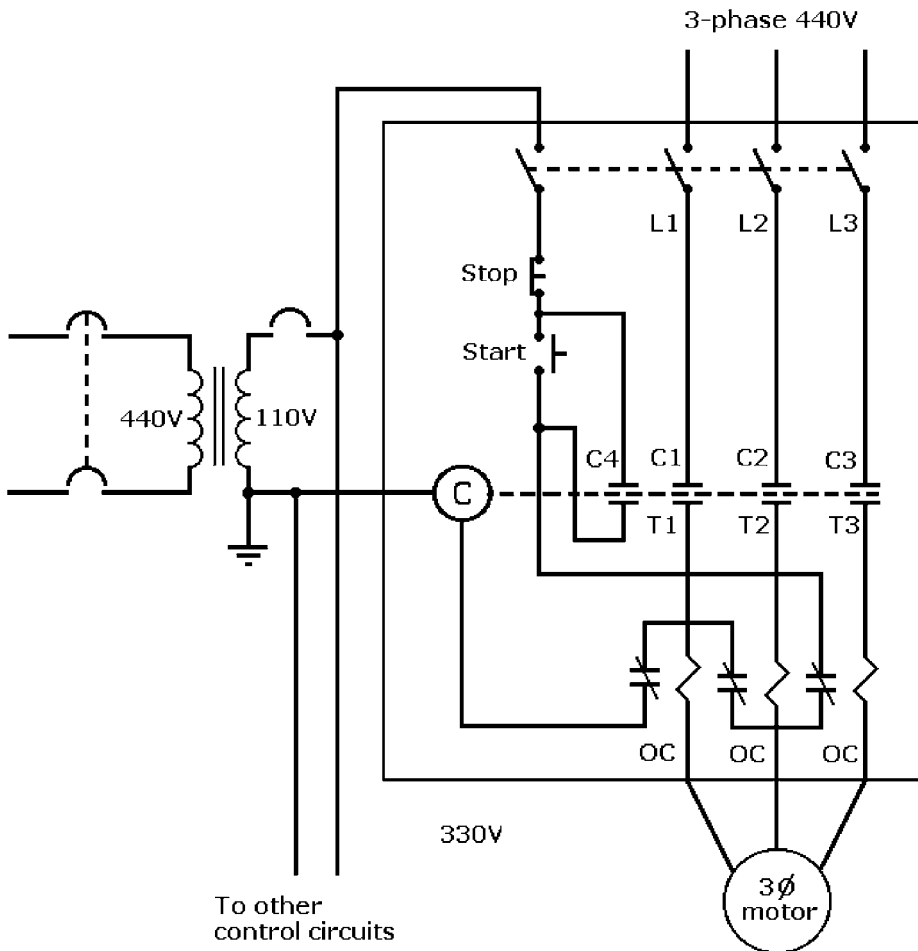 3-phase 440V
L1 L2 L3
Stop
Start
440V 110V
C4 C1 C2 C3
C
T1 T2 T3
OC OC OC
330V
3Ø
motor
To other
control circuits